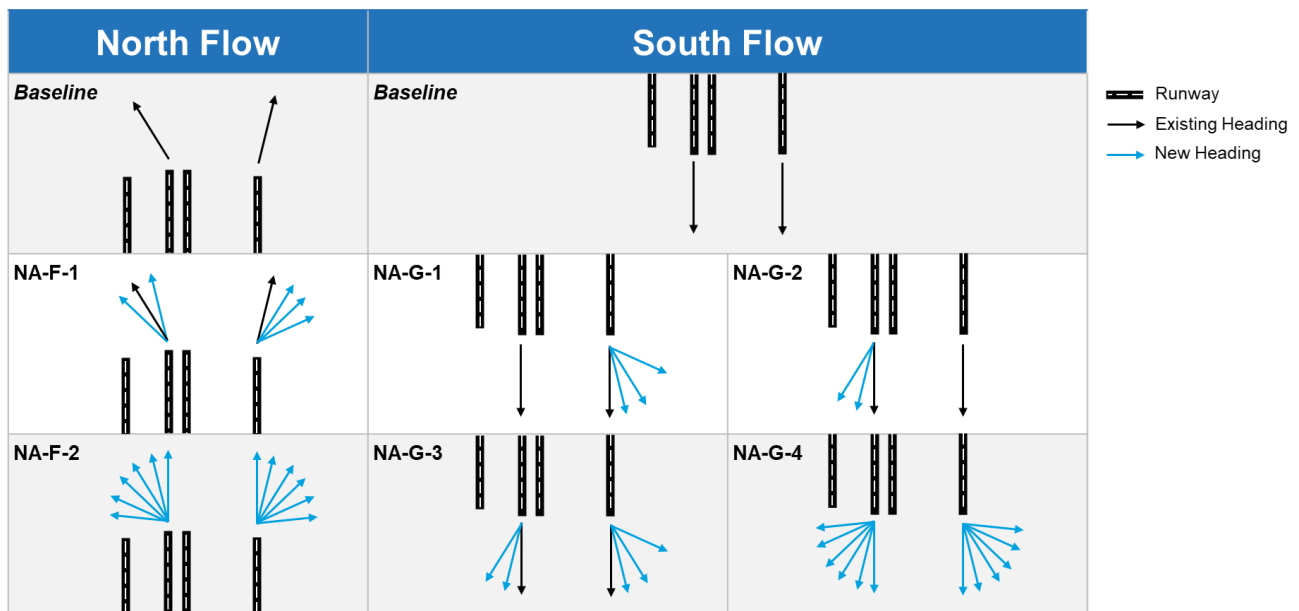 North Flow
South Flow
Baseline
Baseline
Runway
Existing Heading
New Heading
NA-F-1
NA-G-1
NA-G-2
NA-F-2
NA-G-3
NA-G-4